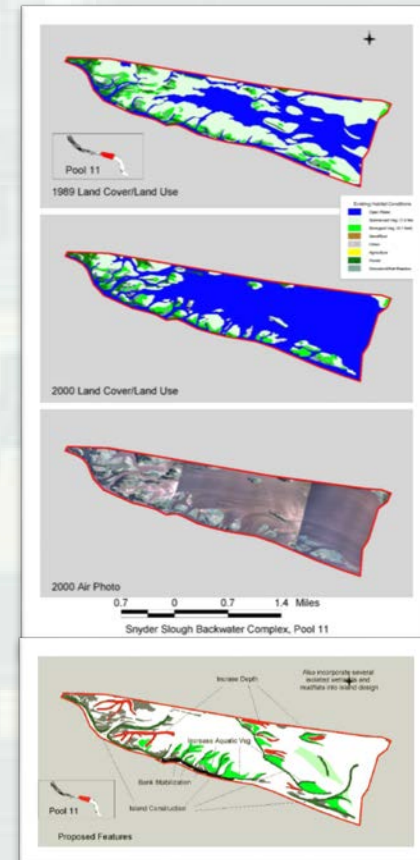 Pool 11
1989 Land Cover/Land Use
Existing Habitat Conditions
Open Water
Urban
Agriculture
2000 Land Cover/Land Use
2000 Air Photo
0.7 0 0.7 1.4 Miles
Snyder Slough Backwater Complex, Pool 11
Also incorporate several
isolated wetlands and
mudflats into island design
Increase Depth
Increase Aquatic Veg
Bank Stabilization
Island Construction
Pool 11
Proposed Features